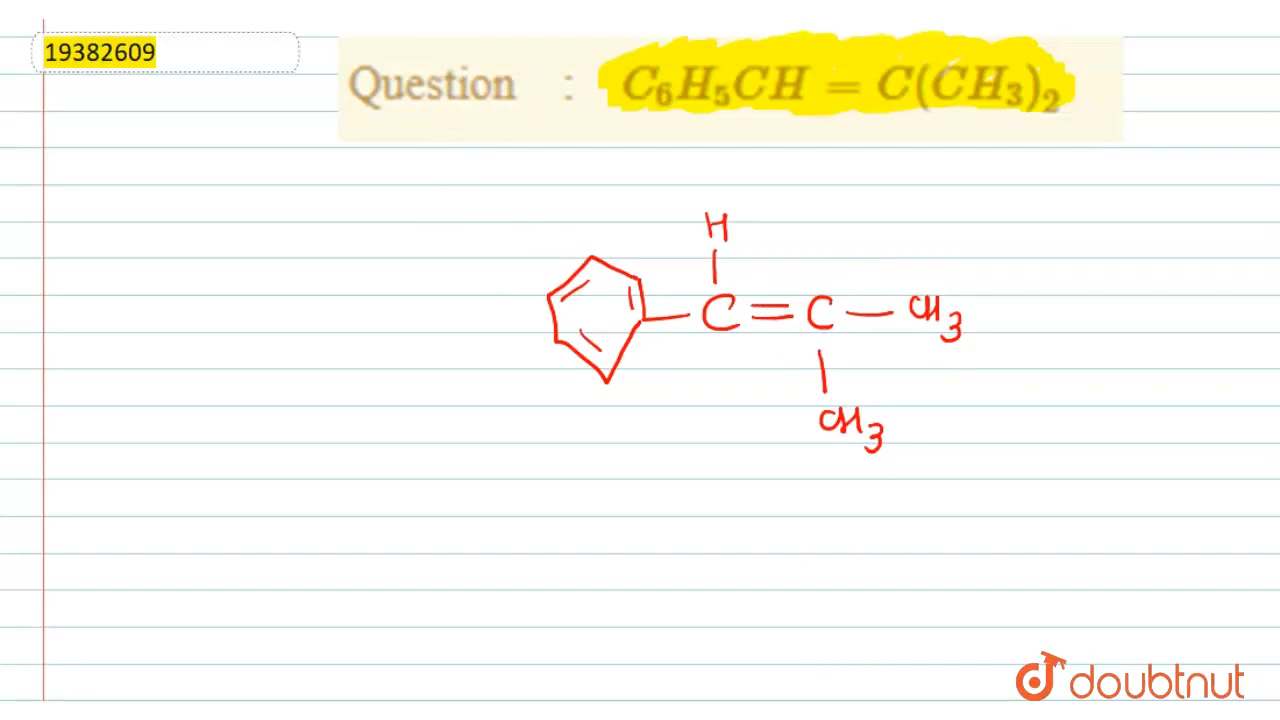 19382609
Question : C₆H₅CH = C(CH₃)₂
H
C = C — CH₃
CH₃
doubtnut